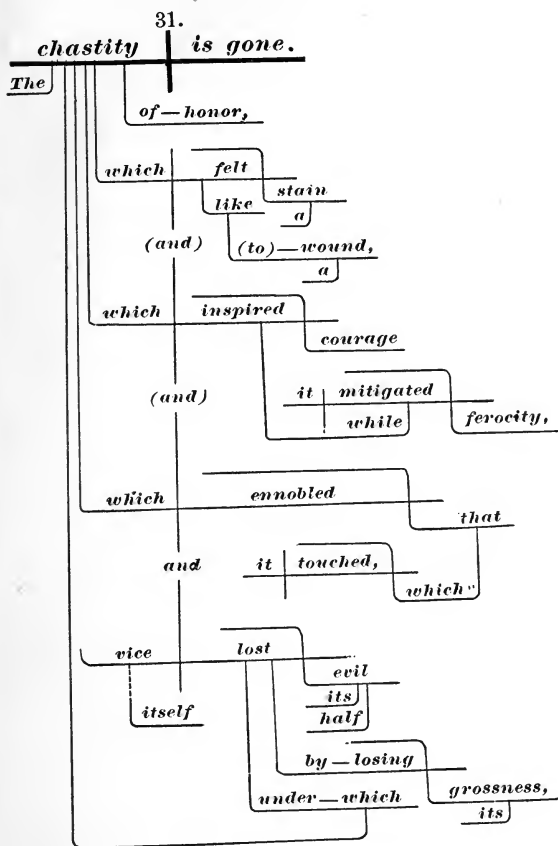 31.
chastity is gone.
The
of—honor,
which felt
stain
like
a
(and) (to)—wound,
a
which inspired
courage
it mitigated
(and)
while ferocity,
which ennobled
that
and it touched,
which"
vice lost
evil
its
itself half
by—losing
under—which grossness,
its